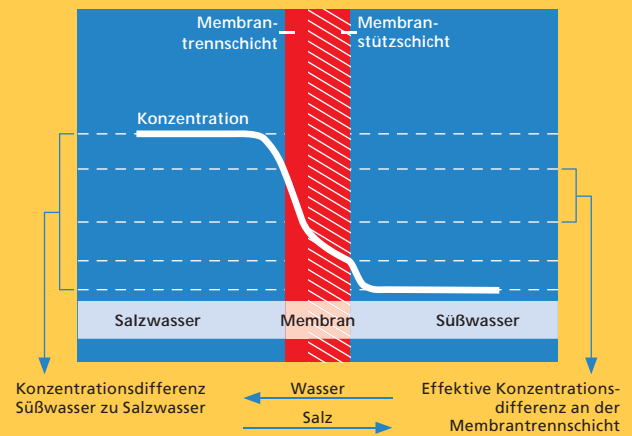 Membran-
trennschicht
Membran-
stützschicht
Konzentration
Salzwasser
Membran
Süßwasser
Konzentrationsdifferenz
Süßwasser zu Salzwasser
Wasser
Salz
Effektive Konzentrations-
differenz an der
Membrantrennschicht